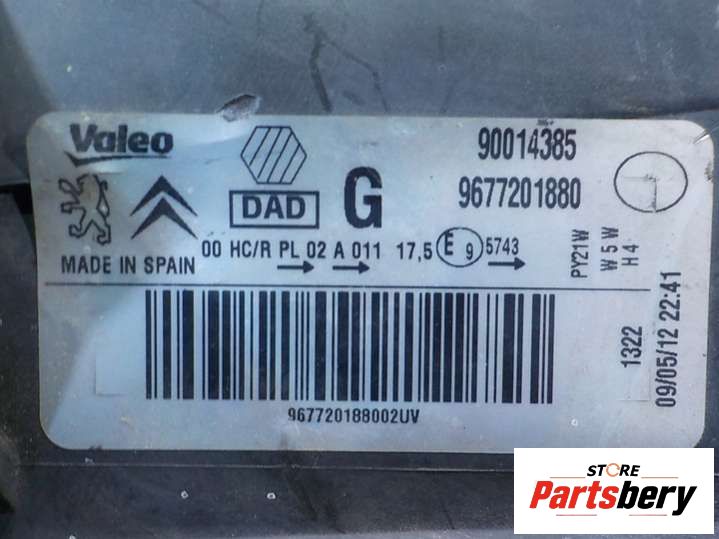 Valeo
90014385
9677201880
DAD
G
MADE IN SPAIN
00 HC/R PL 02 A 011 17,5 E 9 5743
PY21W
W5W
H4
1322
09/05/12 22:41
967720188002UV
STORE
Partsbery